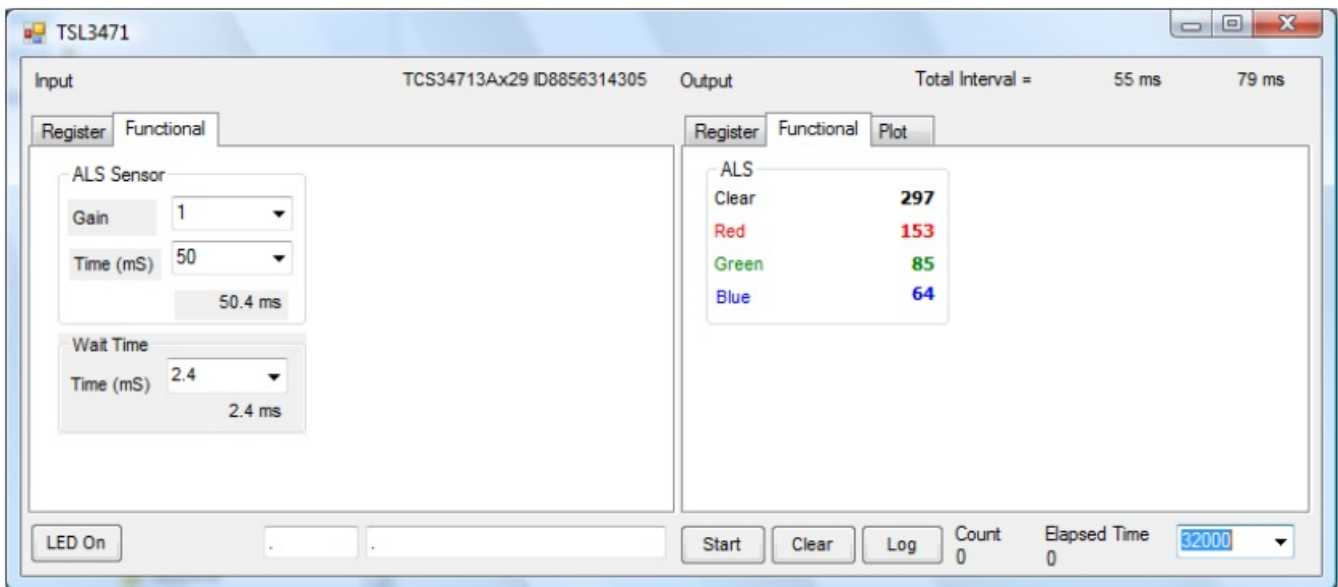 TSL3471
Input TCS34713Ax29 ID8856314305 Output Total Interval = 55 ms 79 ms
Register Functional
ALS Sensor
Gain 1
Time (mS) 50
50.4 ms
Wait Time
Time (mS) 2.4
2.4 ms
Register Functional Plot
ALS
Clear 297
Red 153
Green 85
Blue 64
LED On . .
Start Clear Log Count Elapsed Time 32000
0 0